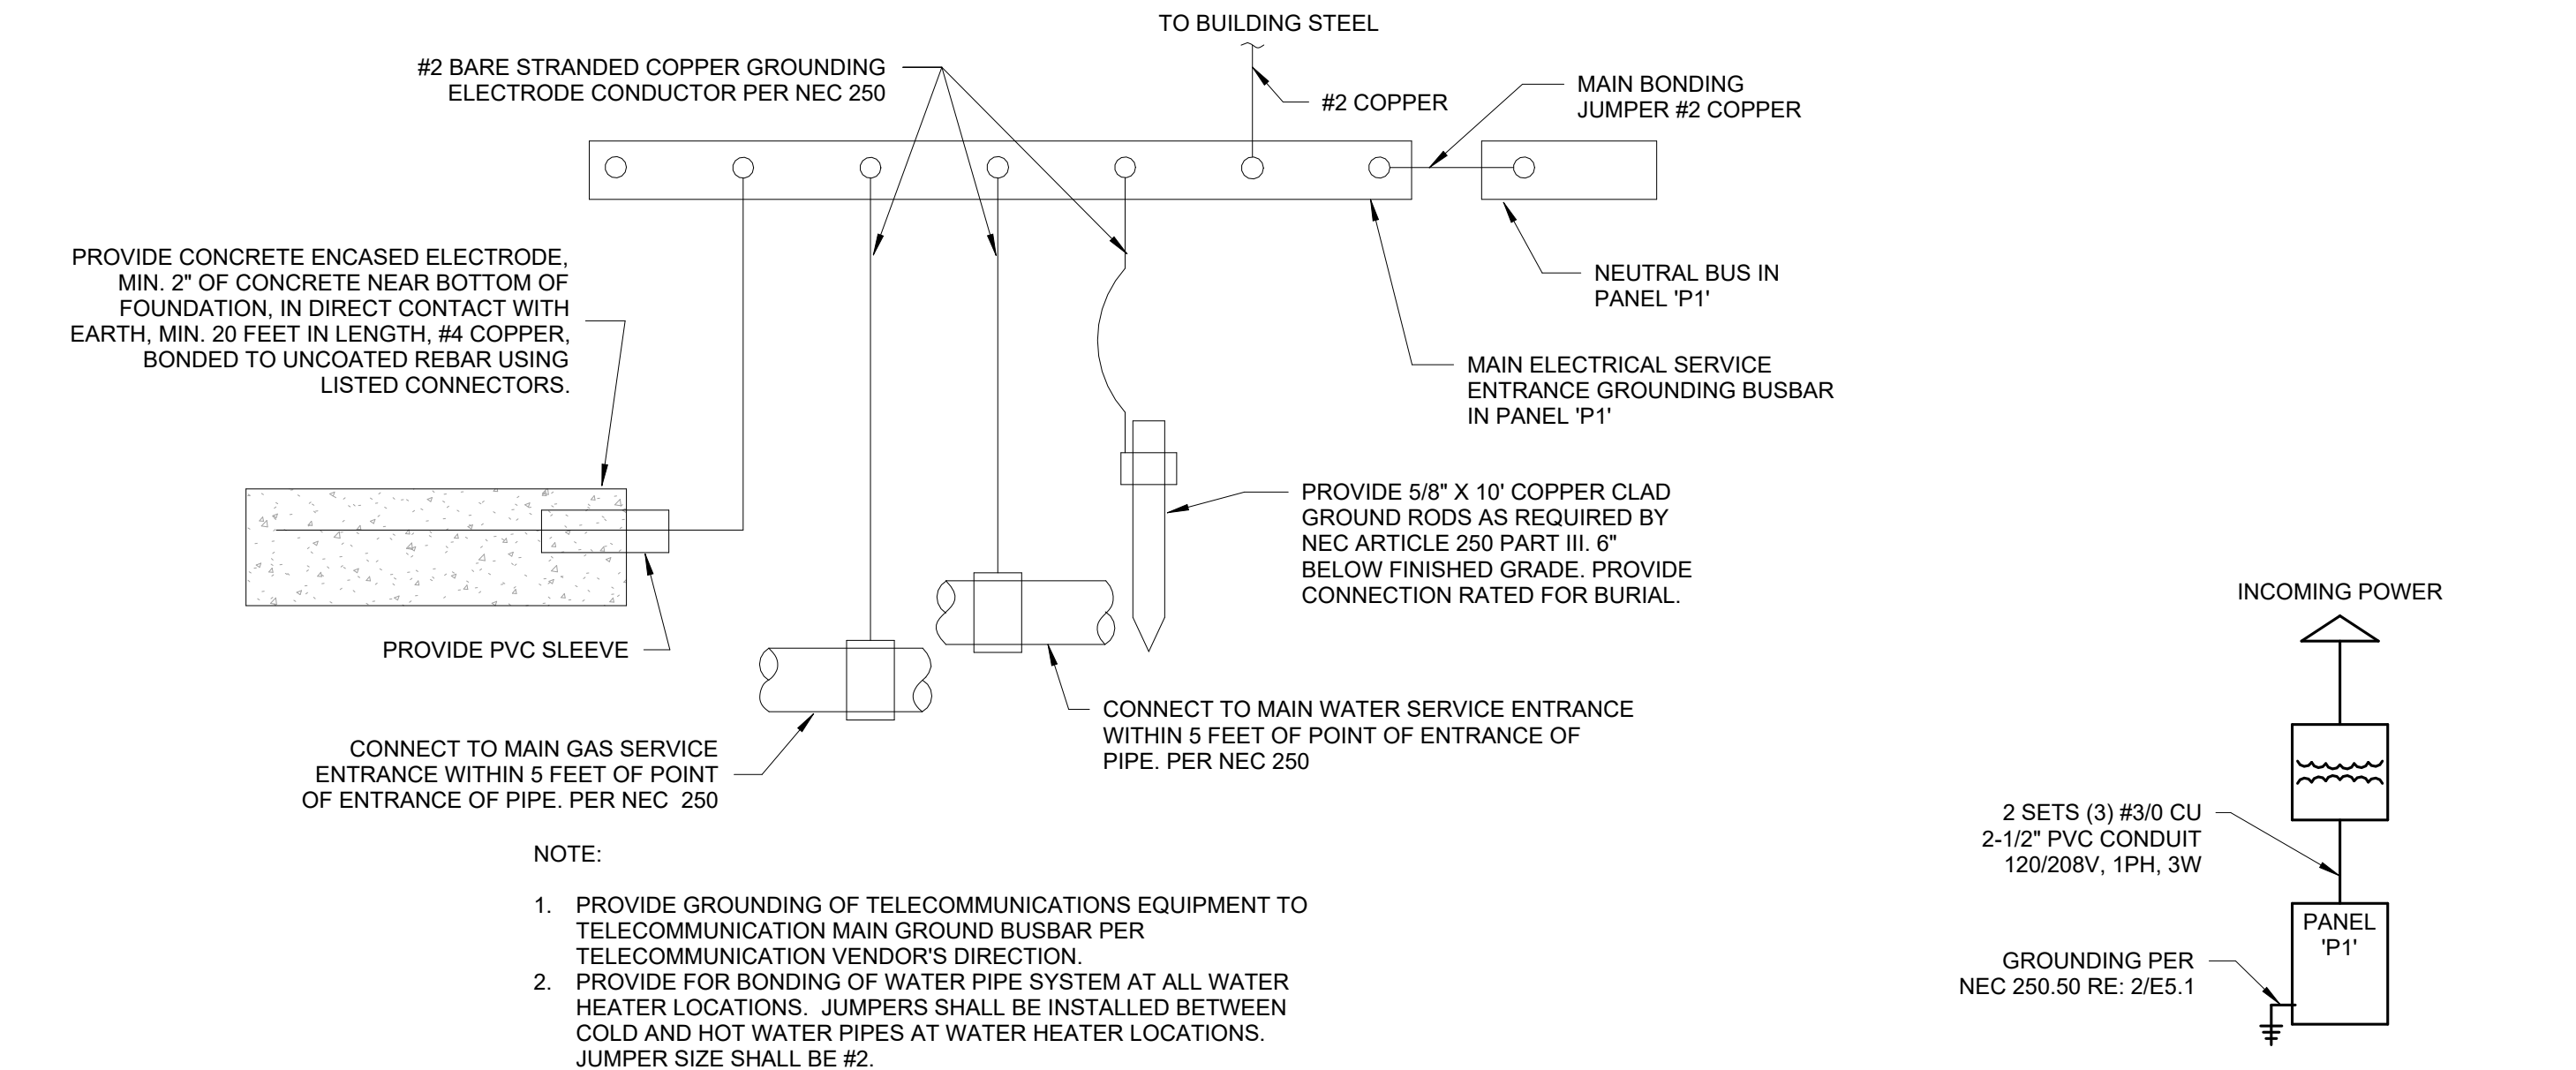 TO BUILDING STEEL
#2 BARE STRANDED COPPER GROUNDING
ELECTRODE CONDUCTOR PER NEC 250
#2 COPPER
MAIN BONDING
JUMPER #2 COPPER
PROVIDE CONCRETE ENCASED ELECTRODE,
MIN. 2" OF CONCRETE NEAR BOTTOM OF
FOUNDATION, IN DIRECT CONTACT WITH
EARTH, MIN. 20 FEET IN LENGTH, #4 COPPER,
BONDED TO UNCOATED REBAR USING
LISTED CONNECTORS.
NEUTRAL BUS IN
PANEL 'P1'
MAIN ELECTRICAL SERVICE
ENTRANCE GROUNDING BUSBAR
IN PANEL 'P1'
PROVIDE 5/8" X 10' COPPER CLAD
GROUND RODS AS REQUIRED BY
NEC ARTICLE 250 PART III. 6"
BELOW FINISHED GRADE. PROVIDE
CONNECTION RATED FOR BURIAL.
PROVIDE PVC SLEEVE
CONNECT TO MAIN WATER SERVICE ENTRANCE
WITHIN 5 FEET OF POINT OF ENTRANCE OF
PIPE. PER NEC 250
CONNECT TO MAIN GAS SERVICE
ENTRANCE WITHIN 5 FEET OF POINT
OF ENTRANCE OF PIPE. PER NEC  250
NOTE:
1. PROVIDE GROUNDING OF TELECOMMUNICATIONS EQUIPMENT TO
TELECOMMUNICATION MAIN GROUND BUSBAR PER
TELECOMMUNICATION VENDOR'S DIRECTION.
2. PROVIDE FOR BONDING OF WATER PIPE SYSTEM AT ALL WATER
HEATER LOCATIONS.  JUMPERS SHALL BE INSTALLED BETWEEN
COLD AND HOT WATER PIPES AT WATER HEATER LOCATIONS.
JUMPER SIZE SHALL BE #2.
INCOMING POWER
2 SETS (3) #3/0 CU
2-1/2" PVC CONDUIT
120/208V, 1PH, 3W
PANEL
'P1'
GROUNDING PER
NEC 250.50 RE: 2/E5.1